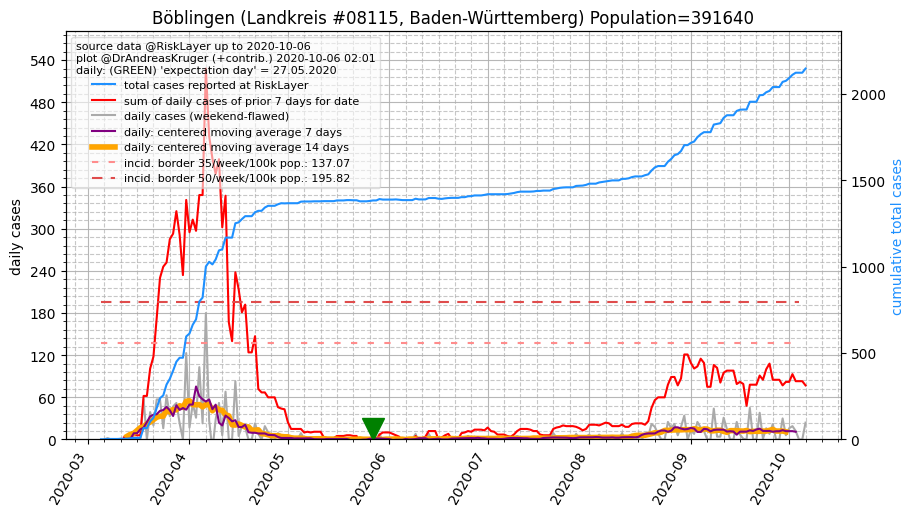 Böblingen (Landkreis #08115, Baden-Württemberg) Population=391640
source data @RiskLayer up to 2020-10-06
plot @DrAndreasKruger (+contrib.) 2020-10-06 02:01
daily: (GREEN) 'expectation day' = 27.05.2020
total cases reported at RiskLayer
sum of daily cases of prior 7 days for date
daily cases (weekend-flawed)
daily: centered moving average 7 days
daily: centered moving average 14 days
incid. border 35/week/100k pop.: 137.07
incid. border 50/week/100k pop.: 195.82
daily cases
540
480
420
360
300
240
180
120
60
0
cumulative total cases
2000
1500
1000
500
0
2020-03
2020-04
2020-05
2020-06
2020-07
2020-08
2020-09
2020-10